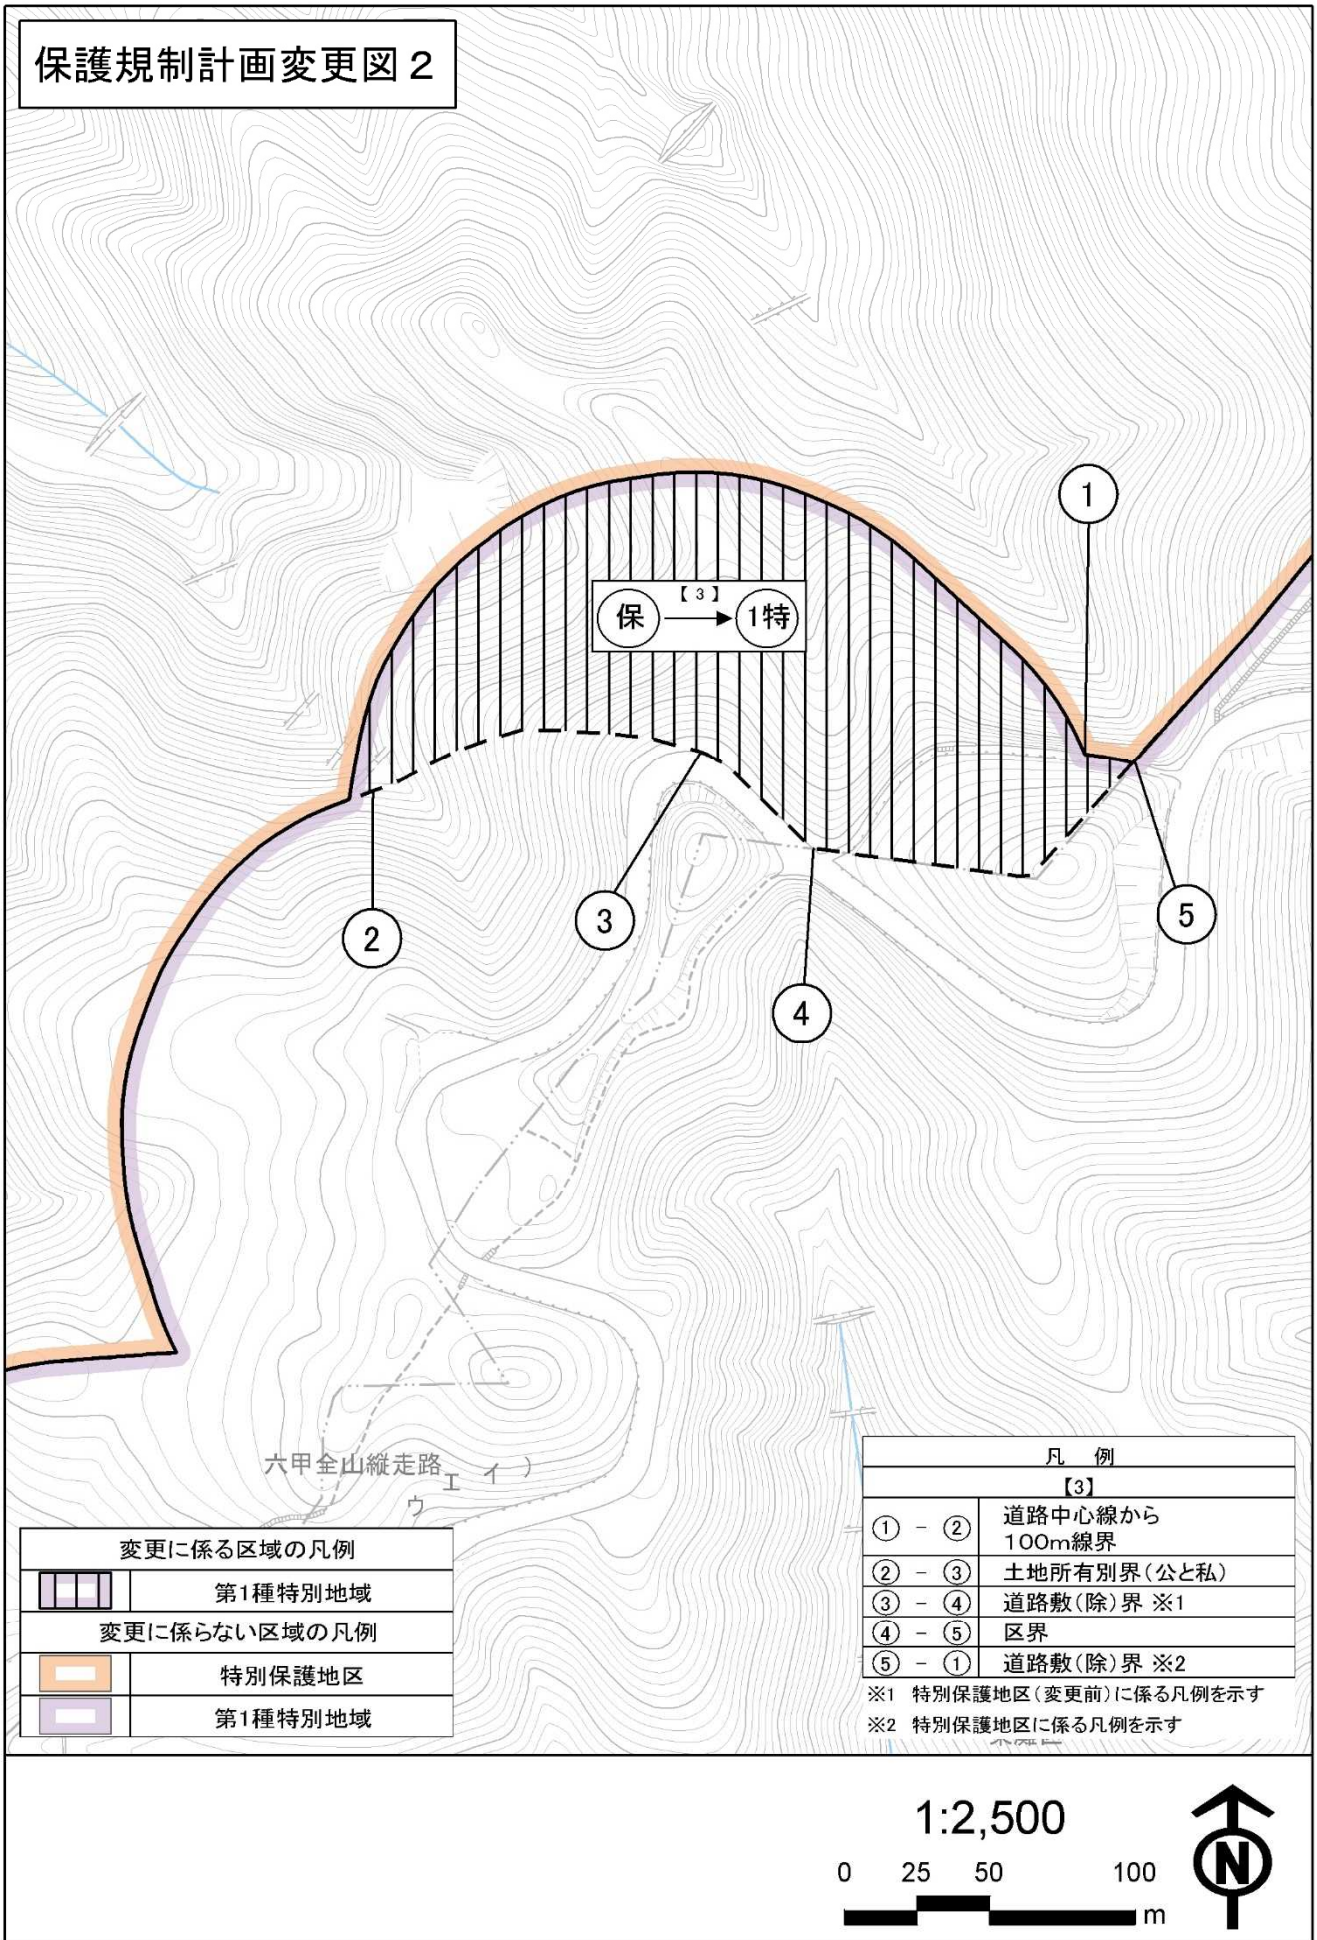 保護規制計画変更図2
【3】
保 1特
1
2
3
4
5
六甲全山縦走路
エ イ )
ウ
変更に係る区域の凡例
第1種特別地域
変更に係らない区域の凡例
特別保護地区
第1種特別地域
凡 例
【3】
① - ② 道路中心線から
100m線界
② - ③ 土地所有別界(公と私)
③ - ④ 道路敷(除)界 ※1
④ - ⑤ 区界
⑤ - ① 道路敷(除)界 ※2
※1 特別保護地区(変更前)に係る凡例を示す
※2 特別保護地区に係る凡例を示す
1:2,500
0 25 50 100
m
N